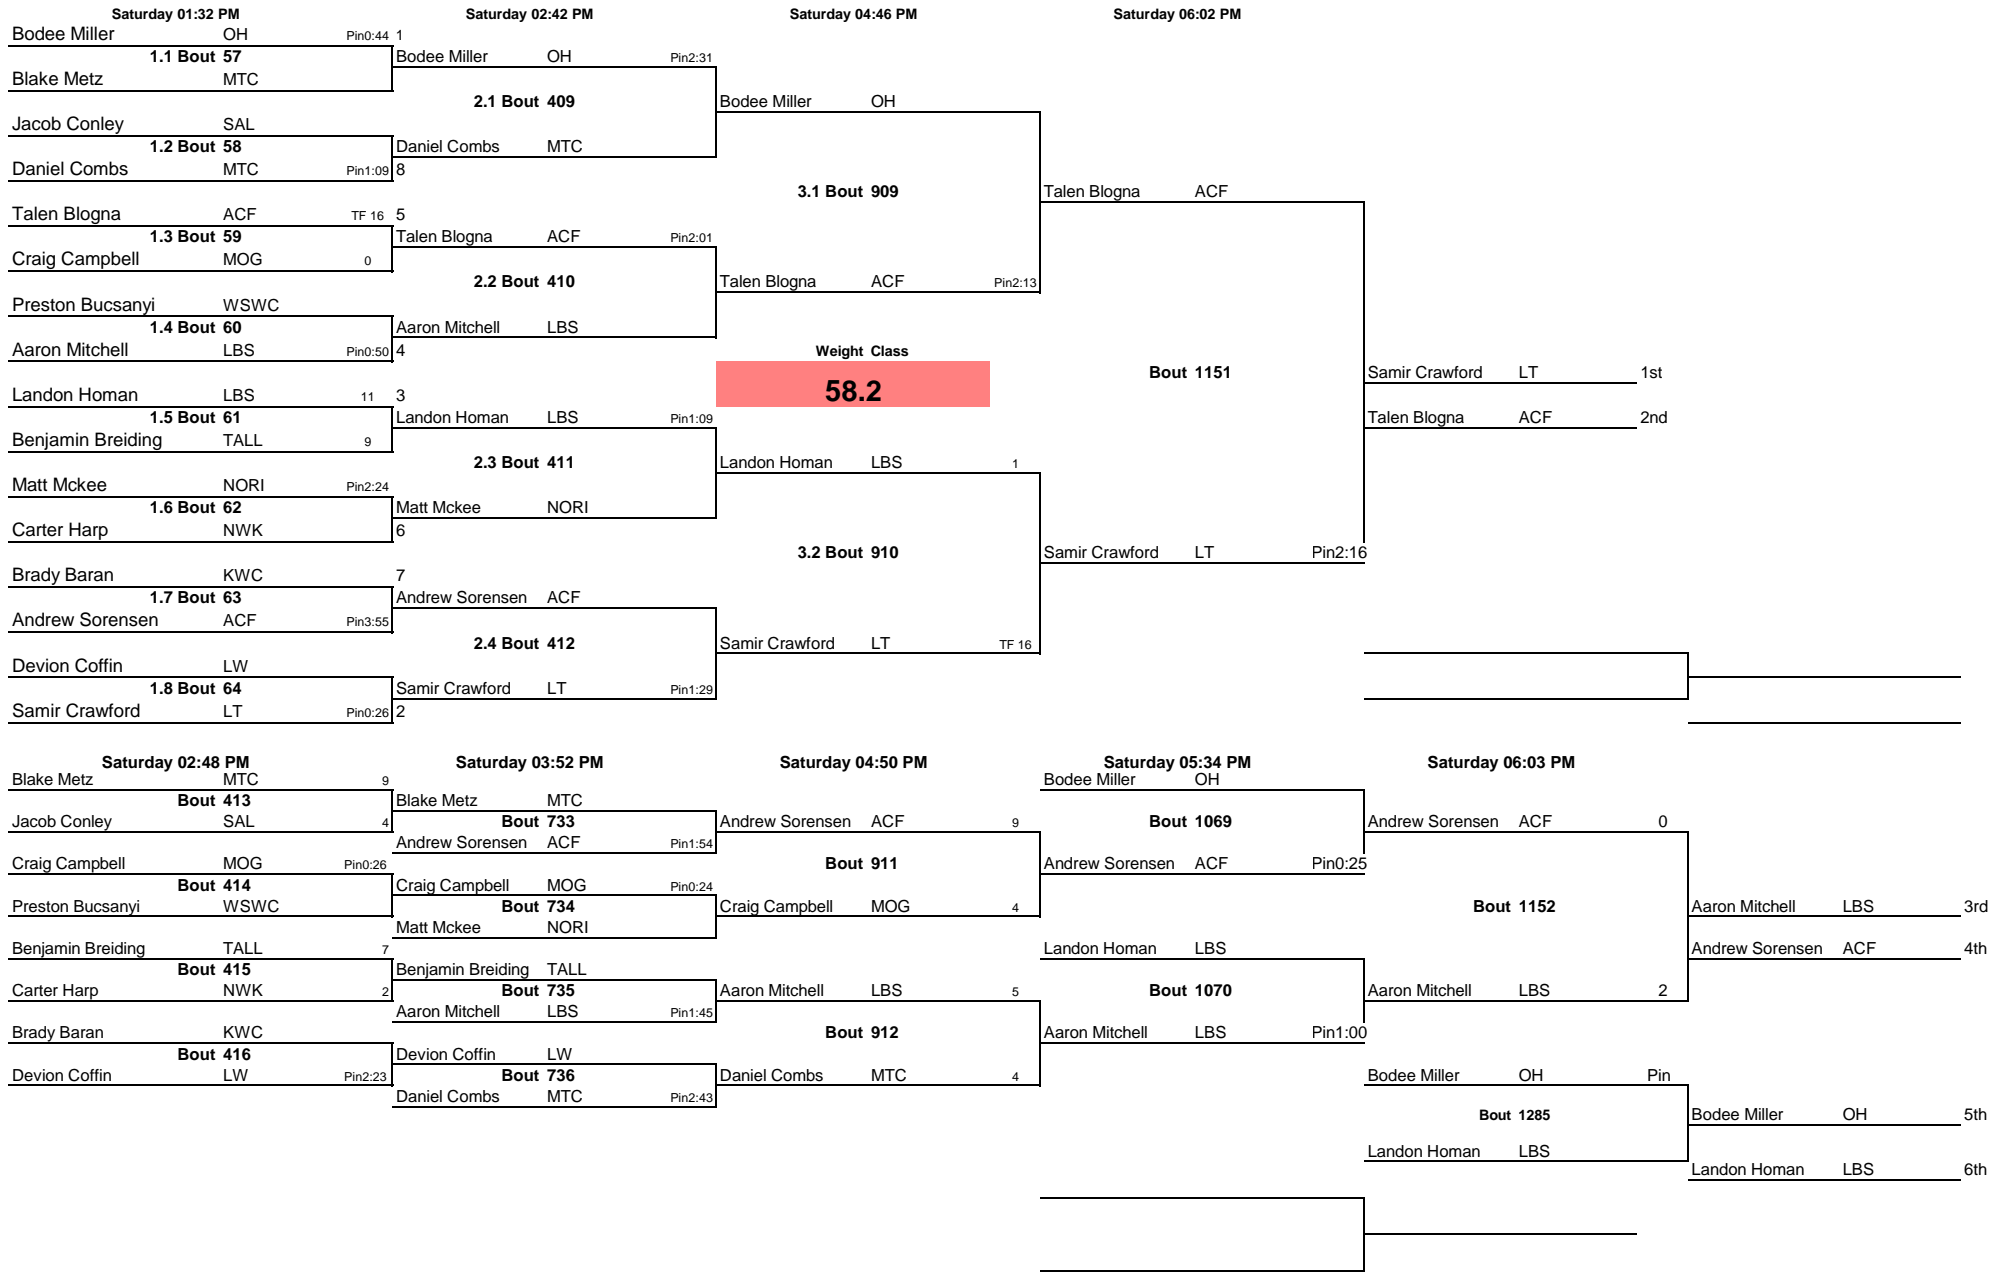 Saturday 01:32 PM Saturday 02:42 PM Saturday 04:46 PM Saturday 06:02 PM
Bodee Miller OH Pin0:44 1
1.1 Bout 57 Bodee Miller OH Pin2:31
Blake Metz MTC
2.1 Bout 409 Bodee Miller OH
Jacob Conley SAL
1.2 Bout 58 Daniel Combs MTC
Daniel Combs MTC Pin1:09 8
3.1 Bout 909 Talen Blogna ACF
Talen Blogna ACF TF 16 5
1.3 Bout 59 Talen Blogna ACF Pin2:01
Craig Campbell MOG 0
2.2 Bout 410 Talen Blogna ACF Pin2:13
Preston Bucsanyi WSWC
1.4 Bout 60 Aaron Mitchell LBS
Aaron Mitchell LBS Pin0:50 4 Weight Class
Bout 1151 Samir Crawford LT 1st
Landon Homan LBS 11 3 58.2
1.5 Bout 61 Landon Homan LBS Pin1:09 Talen Blogna ACF 2nd
Benjamin Breiding TALL 9
2.3 Bout 411 Landon Homan LBS 1
Matt Mckee NORI Pin2:24
1.6 Bout 62 Matt Mckee NORI
Carter Harp NWK 6
3.2 Bout 910 Samir Crawford LT Pin2:16
Brady Baran KWC 7
1.7 Bout 63 Andrew Sorensen ACF
Andrew Sorensen ACF Pin3:55
2.4 Bout 412 Samir Crawford LT TF 16
Devion Coffin LW
1.8 Bout 64 Samir Crawford LT Pin1:29
Samir Crawford LT Pin0:26 2
Saturday 02:48 PM Saturday 03:52 PM Saturday 04:50 PM Saturday 05:34 PM Saturday 06:03 PM
Blake Metz MTC 9 Bodee Miller OH
Bout 413 Blake Metz MTC
Jacob Conley SAL 4 Bout 733 Andrew Sorensen ACF 9 Bout 1069 Andrew Sorensen ACF 0
Andrew Sorensen ACF Pin1:54
Craig Campbell MOG Pin0:26 Bout 911 Andrew Sorensen ACF Pin0:25
Bout 414 Craig Campbell MOG Pin0:24
Preston Bucsanyi WSWC Bout 734 Craig Campbell MOG 4 Bout 1152 Aaron Mitchell LBS 3rd
Matt Mckee NORI
Benjamin Breiding TALL 7 Landon Homan LBS Andrew Sorensen ACF 4th
Bout 415 Benjamin Breiding TALL
Carter Harp NWK 2 Bout 735 Aaron Mitchell LBS 5 Bout 1070 Aaron Mitchell LBS 2
Aaron Mitchell LBS Pin1:45
Brady Baran KWC Bout 912 Aaron Mitchell LBS Pin1:00
Bout 416 Devion Coffin LW
Devion Coffin LW Pin2:23 Bout 736 Daniel Combs MTC 4 Bodee Miller OH Pin
Daniel Combs MTC Pin2:43
Bout 1285 Bodee Miller OH 5th
Landon Homan LBS
Landon Homan LBS 6th